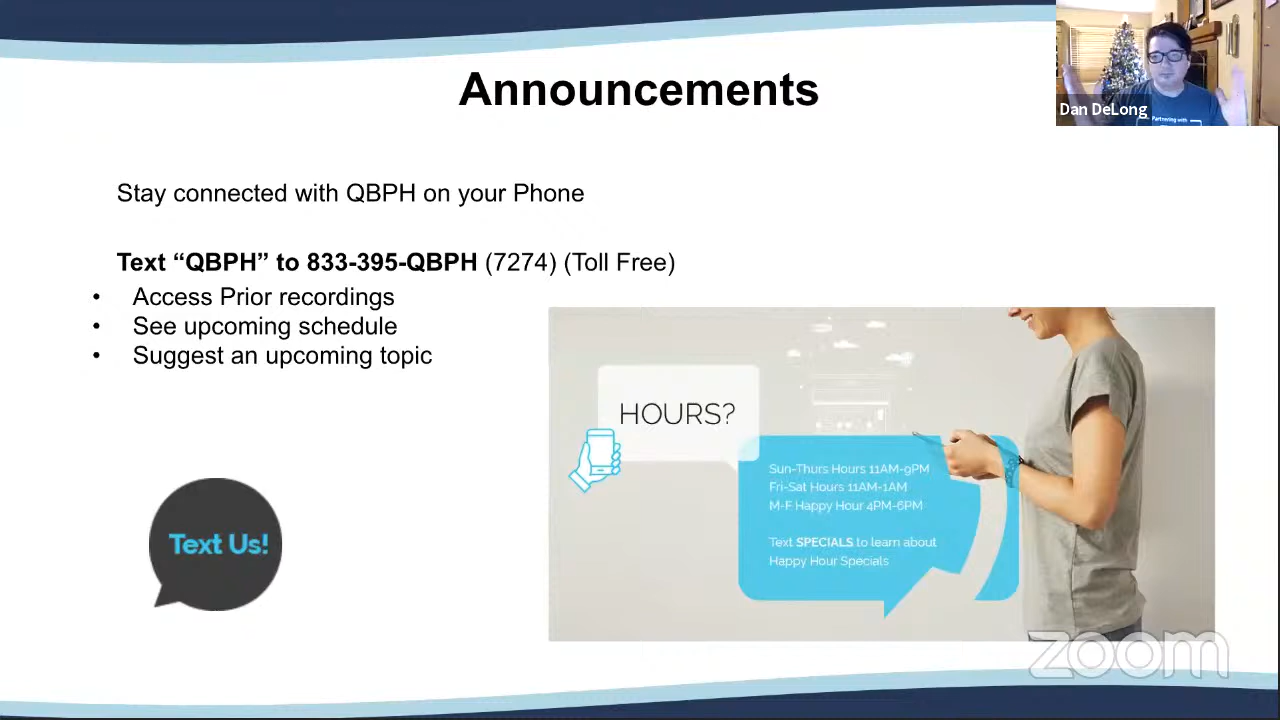 Announcements
Dan DeLong
Partnering with
Stay connected with QBPH on your Phone
Text “QBPH” to 833-395-QBPH (7274) (Toll Free)
• Access Prior recordings
• See upcoming schedule
• Suggest an upcoming topic
HOURS?
Sun-Thurs Hours 11AM-9PM
Fri-Sat Hours 11AM-1AM
M-F Happy Hour 4PM-6PM
Text SPECIALS to learn about
Happy Hour Specials
Text Us!
zoom